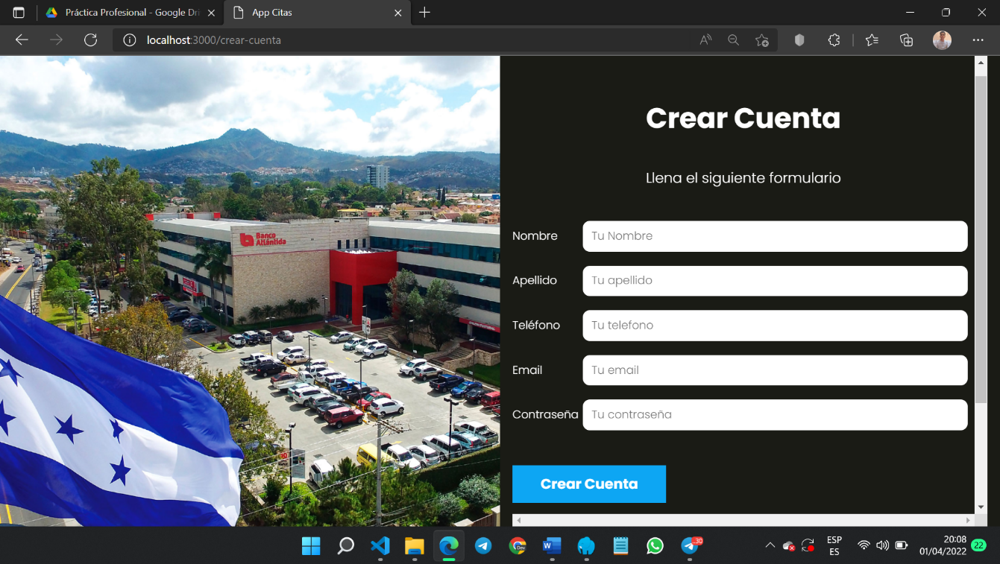 Práctica Profesional - Google Dri
App Citas
localhost:3000/crear-cuenta
Banco
Atlántida
Crear Cuenta
Llena el siguiente formulario
Nombre
Tu Nombre
Apellido
Tu apellido
Teléfono
Tu telefono
Email
Tu email
Contraseña
Tu contraseña
Crear Cuenta
Dev
W
30
ESP
ES
20:08
01/04/2022
22